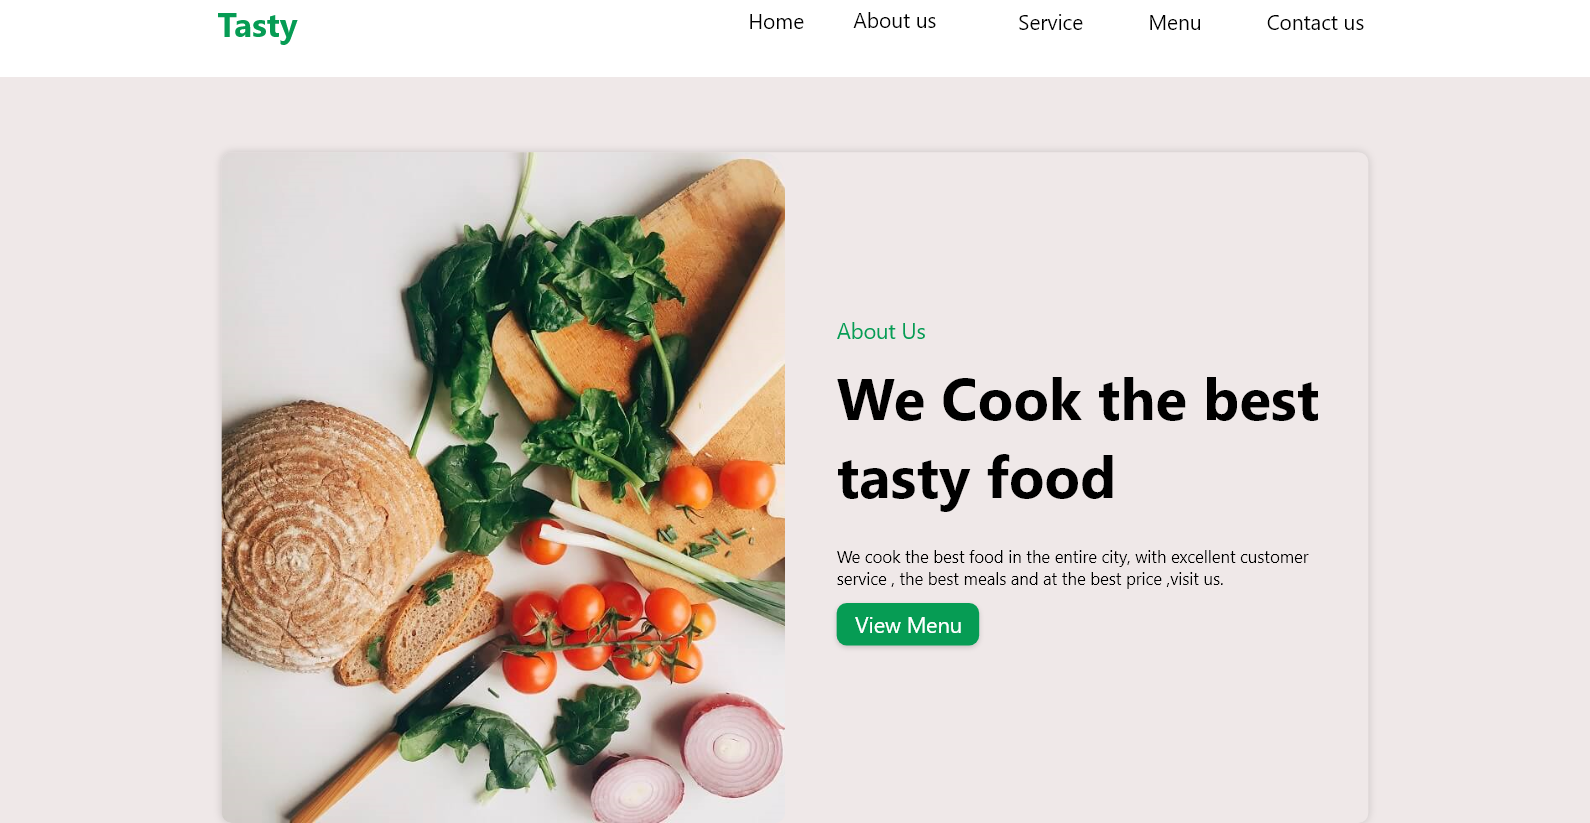 Tasty
Home About us Service Menu Contact us
About Us
We Cook the best
tasty food
We cook the best food in the entire city, with excellent customer
service , the best meals and at the best price ,visit us.
View Menu